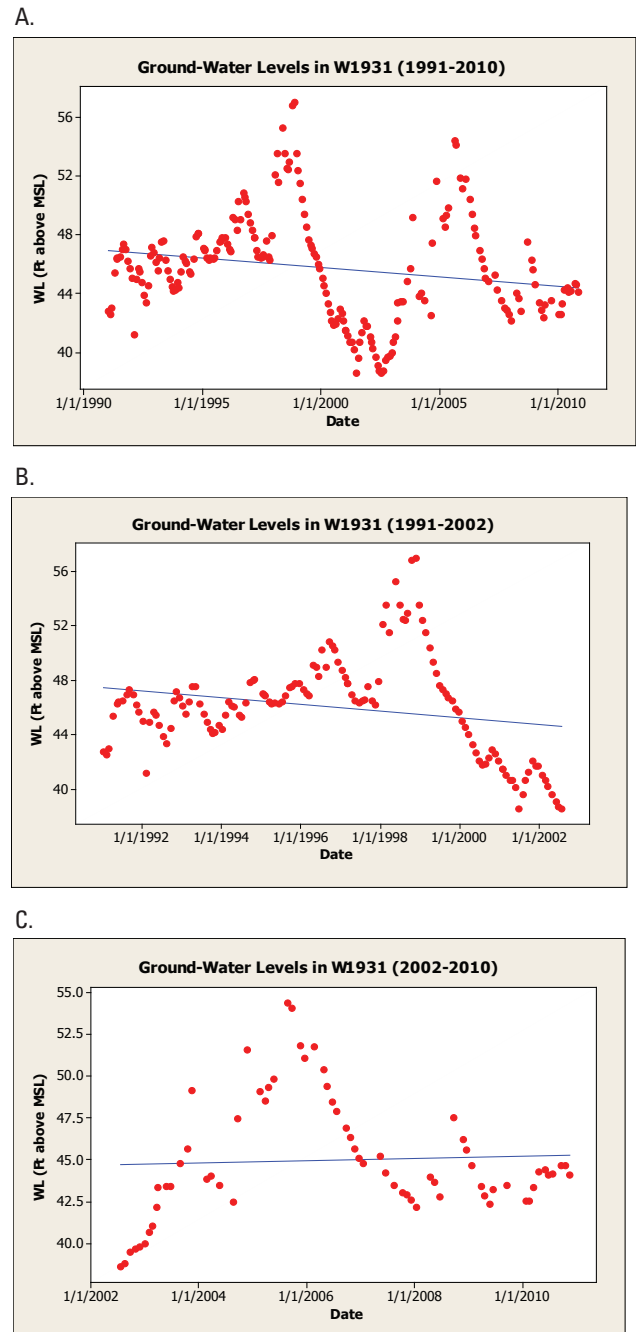 A.
Ground-Water Levels in W1931 (1991-2010)
WL (Ft above MSL)
56
52
48
44
40
1/1/1990 1/1/1995 1/1/2000 1/1/2005 1/1/2010
Date
B.
Ground-Water Levels in W1931 (1991-2002)
WL (Ft above MSL)
56
52
48
44
40
1/1/1992 1/1/1994 1/1/1996 1/1/1998 1/1/2000 1/1/2002
Date
C.
Ground-Water Levels in W1931 (2002-2010)
WL (Ft above MSL)
55.0
52.5
50.0
47.5
45.0
42.5
40.0
1/1/2002 1/1/2004 1/1/2006 1/1/2008 1/1/2010
Date